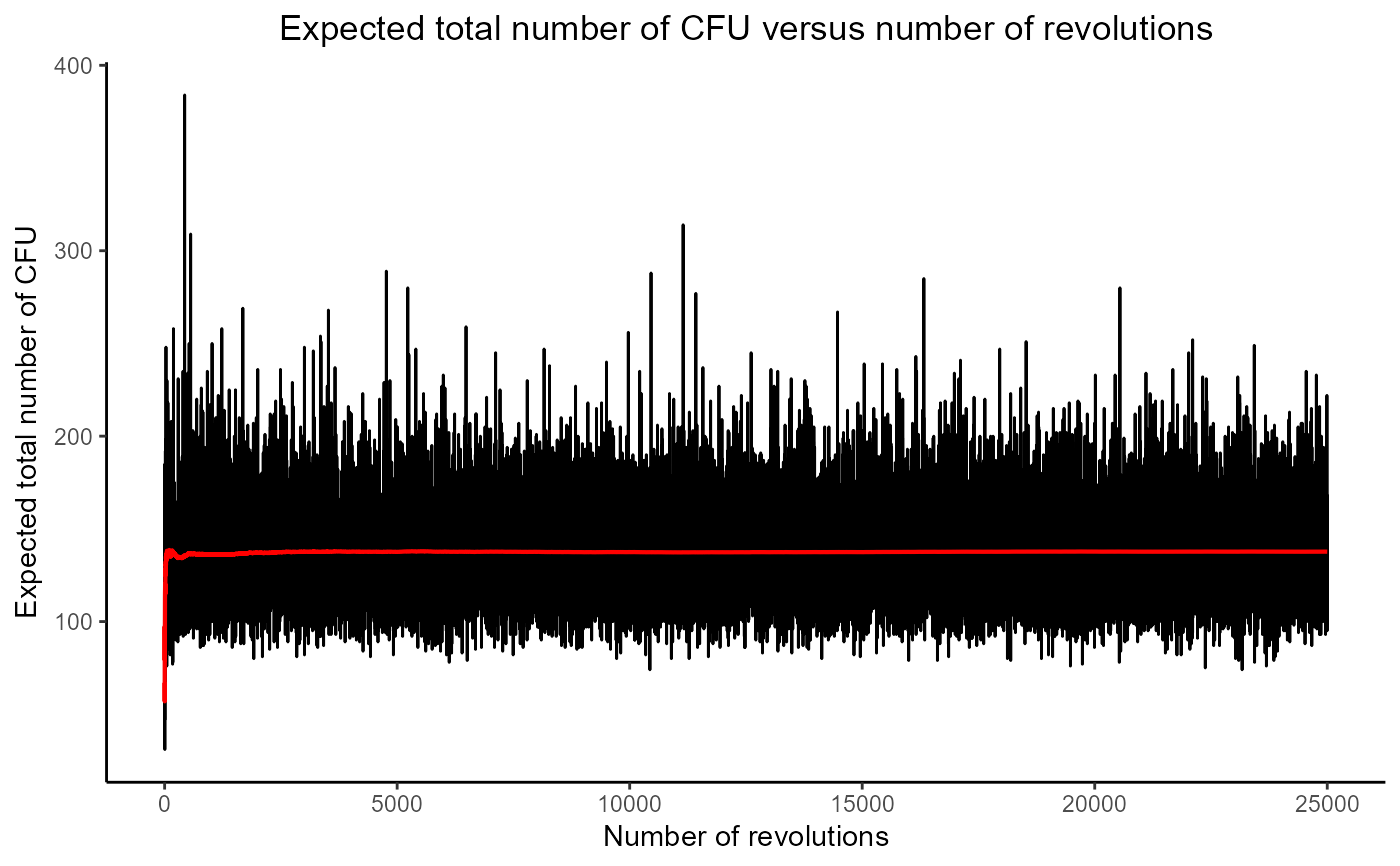 Expected total number of CFU versus number of revolutions
Expected total number of CFU
400
300
200
100
0 5000 10000 15000 20000 25000
Number of revolutions